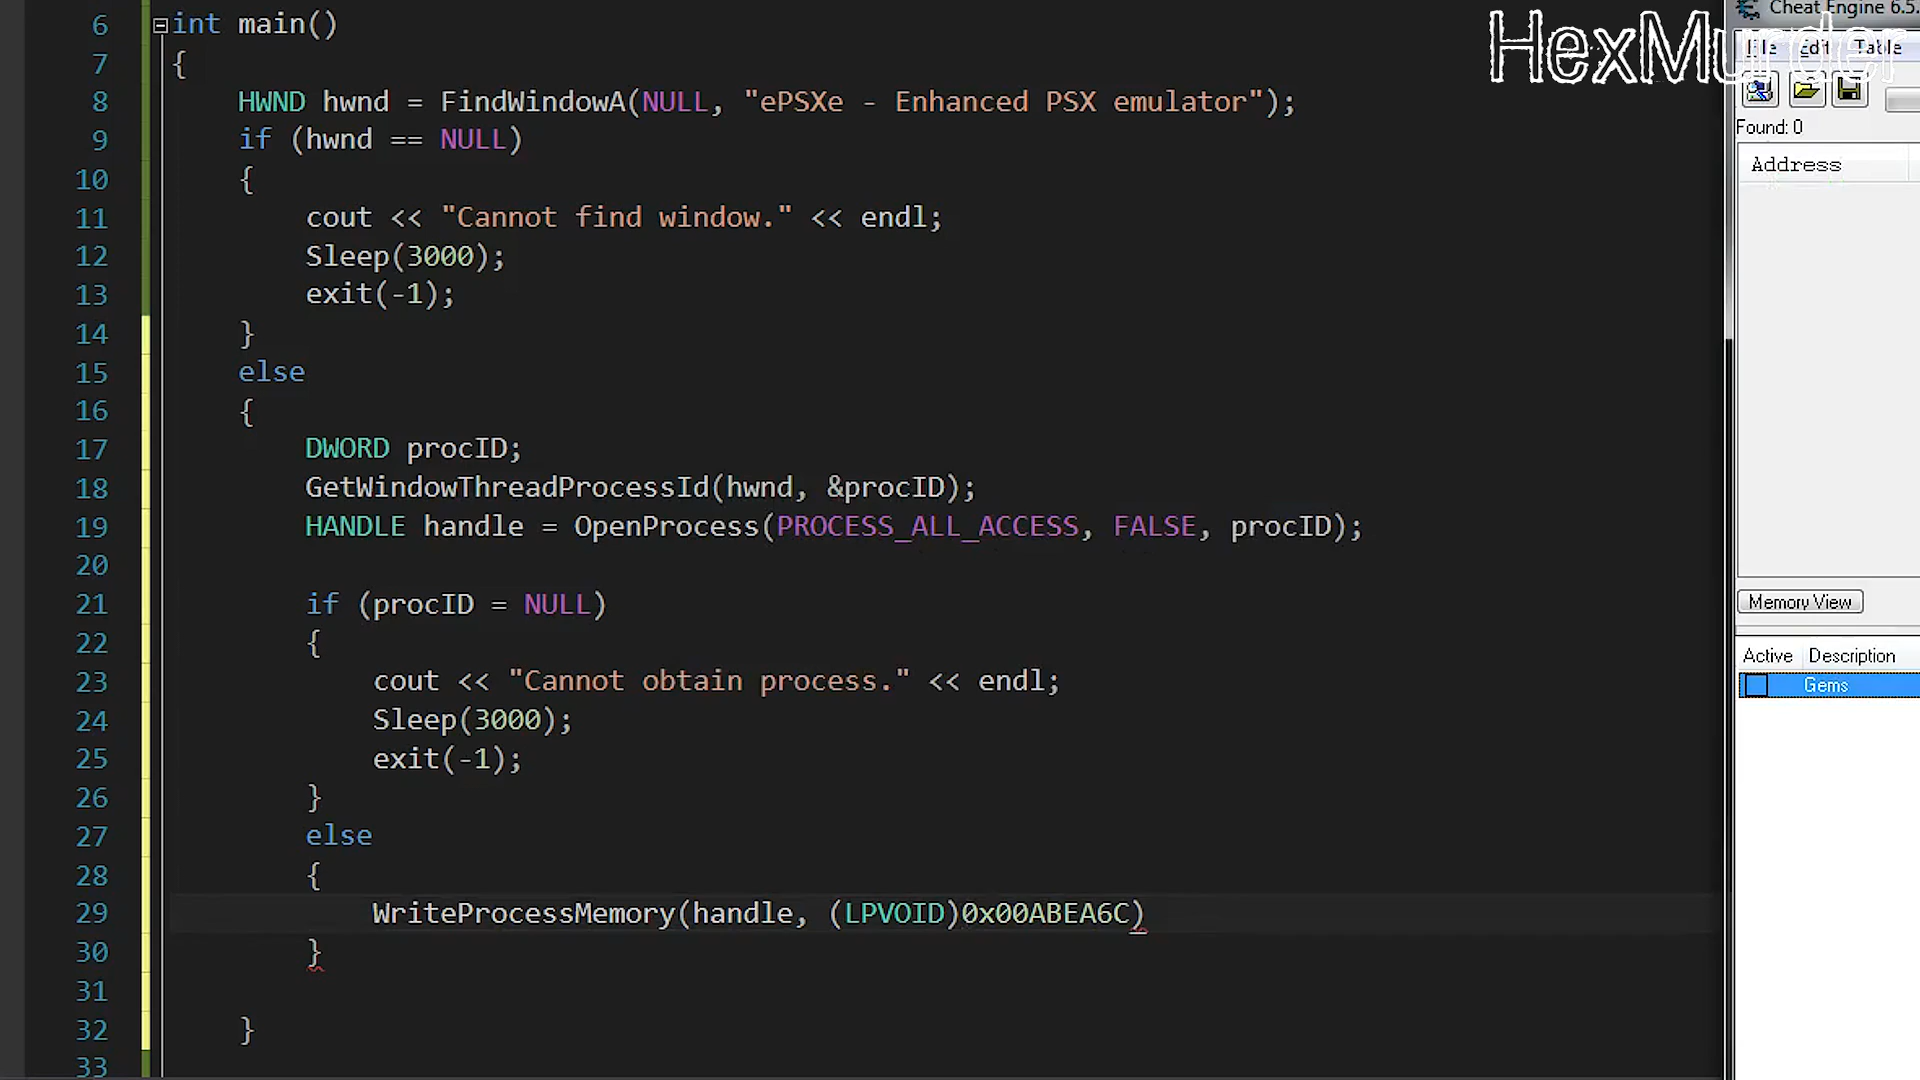 6 int main()
7 {
8 HWND hwnd = FindWindowA(NULL, "ePSXe - Enhanced PSX emulator");
9 if (hwnd == NULL)
10 {
11 cout << "Cannot find window." << endl;
12 Sleep(3000);
13 exit(-1);
14 }
15 else
16 {
17 DWORD procID;
18 GetWindowThreadProcessId(hwnd, &procID);
19 HANDLE handle = OpenProcess(PROCESS_ALL_ACCESS, FALSE, procID);
20
21 if (procID = NULL)
22 {
23 cout << "Cannot obtain process." << endl;
24 Sleep(3000);
25 exit(-1);
26 }
27 else
28 {
29 WriteProcessMemory(handle, (LPVOID)0x00ABEA6C)
30 }
31
32 }
33
HexMurder
Cheat Engine 6.5.
File Edit Table
Found: 0
Address
Memory View
Active Description
Gems